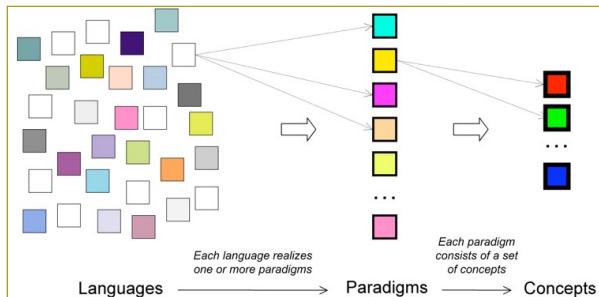 ...
...
Each language realizes
one or more paradigms
Each paradigm
consists of a set
of concepts
Languages
Paradigms
Concepts